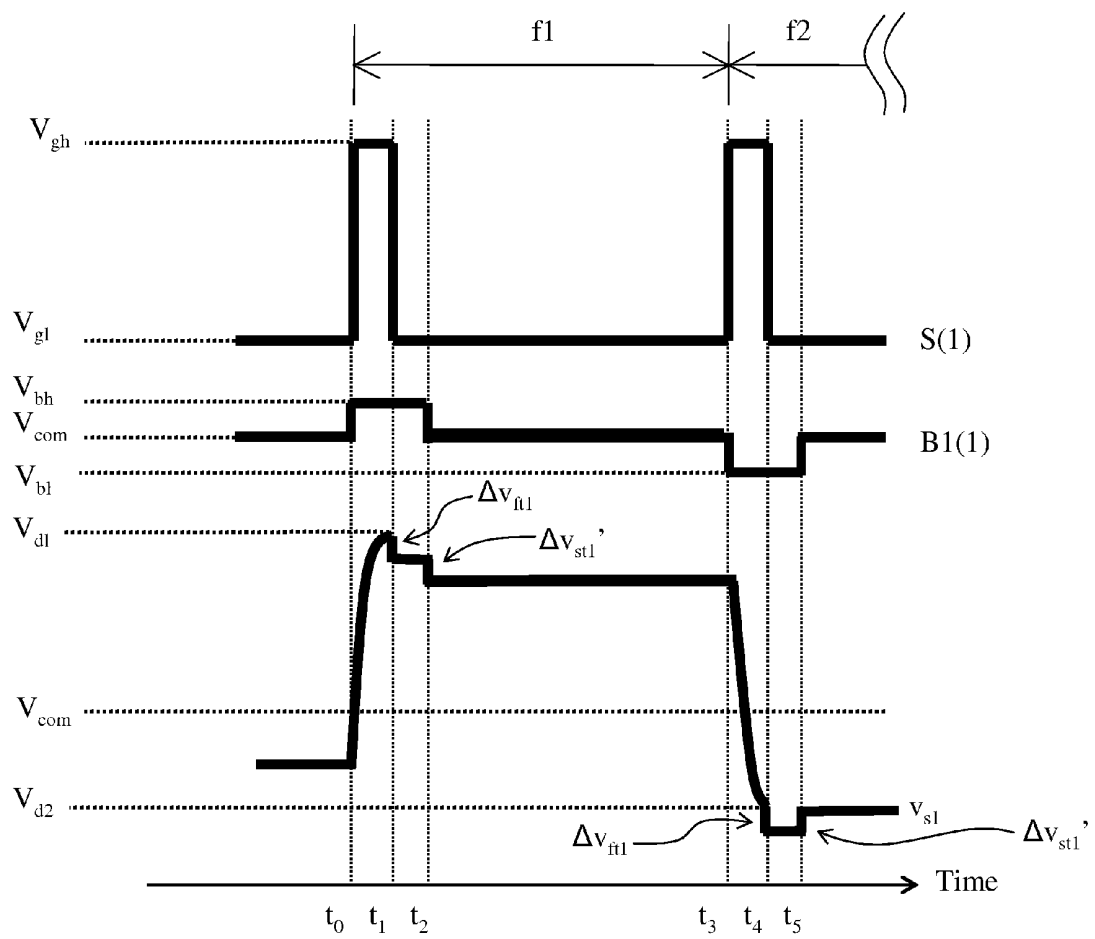 f1 f2
V_gh
V_gl S(1)
V_bh
V_com B1(1)
V_bl
Δv_ft1
V_d1 Δv_st1’
V_com
V_d2 v_s1
Δv_ft1 Δv_st1’
Time
t_0 t_1 t_2 t_3 t_4 t_5